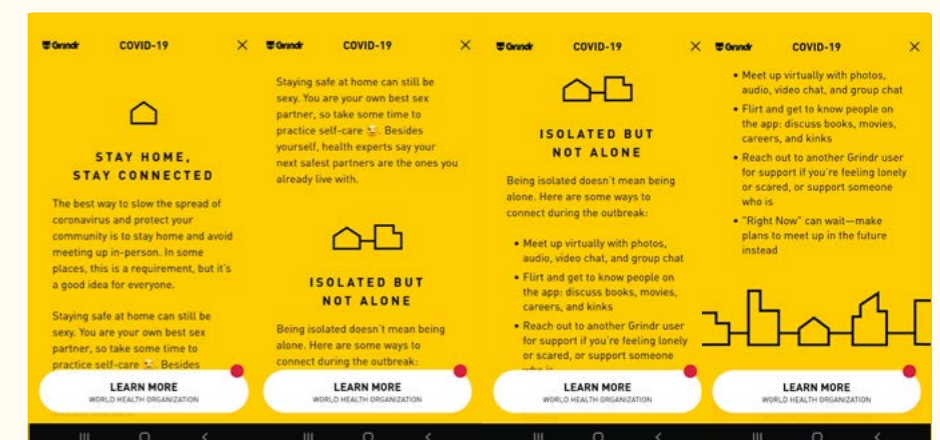 Grindr COVID-19
STAY HOME,
STAY CONNECTED
The best way to slow the spread of
coronavirus and protect your
community is to stay home and avoid
meeting up in-person. In some
places, this is a requirement, but it's
a good idea for everyone.
Staying safe at home can still be
sexy. You are your own best sex
partner, so take some time to
practice self-care Besides
LEARN MORE
WORLD HEALTH ORGANIZATION
Grindr COVID-19
Staying safe at home can still be
sexy. You are your own best sex
partner, so take some time to
practice self-care . Besides
yourself, health experts say your
next safest partners are the ones you
already live with.
ISOLATED BUT
NOT ALONE
Being isolated doesn't mean being
alone. Here are some ways to
connect during the outbreak:
LEARN MORE
WORLD HEALTH ORGANIZATION
Grindr COVID-19
ISOLATED BUT
NOT ALONE
Being isolated doesn't mean being
alone. Here are some ways to
connect during the outbreak:
• Meet up virtually with photos,
audio, video chat, and group chat
• Flirt and get to know people on
the app: discuss books, movies,
careers, and kinks
• Reach out to another Grindr user
for support if you're feeling lonely
or scared, or support someone
who is
LEARN MORE
WORLD HEALTH ORGANIZATION
Grindr COVID-19
• Meet up virtually with photos,
audio, video chat, and group chat
• Flirt and get to know people on
the app: discuss books, movies,
careers, and kinks
• Reach out to another Grindr user
for support if you're feeling lonely
or scared, or support someone
who is
• "Right Now" can wait—make
plans to meet up in the future
instead
LEARN MORE
WORLD HEALTH ORGANIZATION